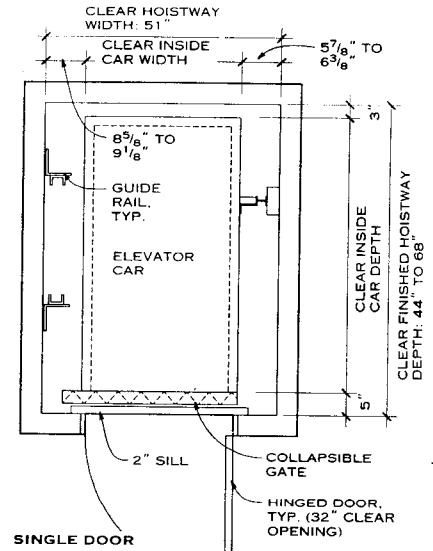 CLEAR HOISTWAY
WIDTH: 51"
CLEAR INSIDE
CAR WIDTH
5 7/8" TO
6 3/8"
3"
8 5/8" TO
9 1/8"
GUIDE
RAIL,
TYP.
ELEVATOR
CAR
CLEAR INSIDE
CAR DEPTH
CLEAR FINISHED HOISTWAY
DEPTH: 44" TO 68"
5"
2" SILL
COLLAPSIBLE
GATE
HINGED DOOR,
TYP. (32" CLEAR
OPENING)
SINGLE DOOR